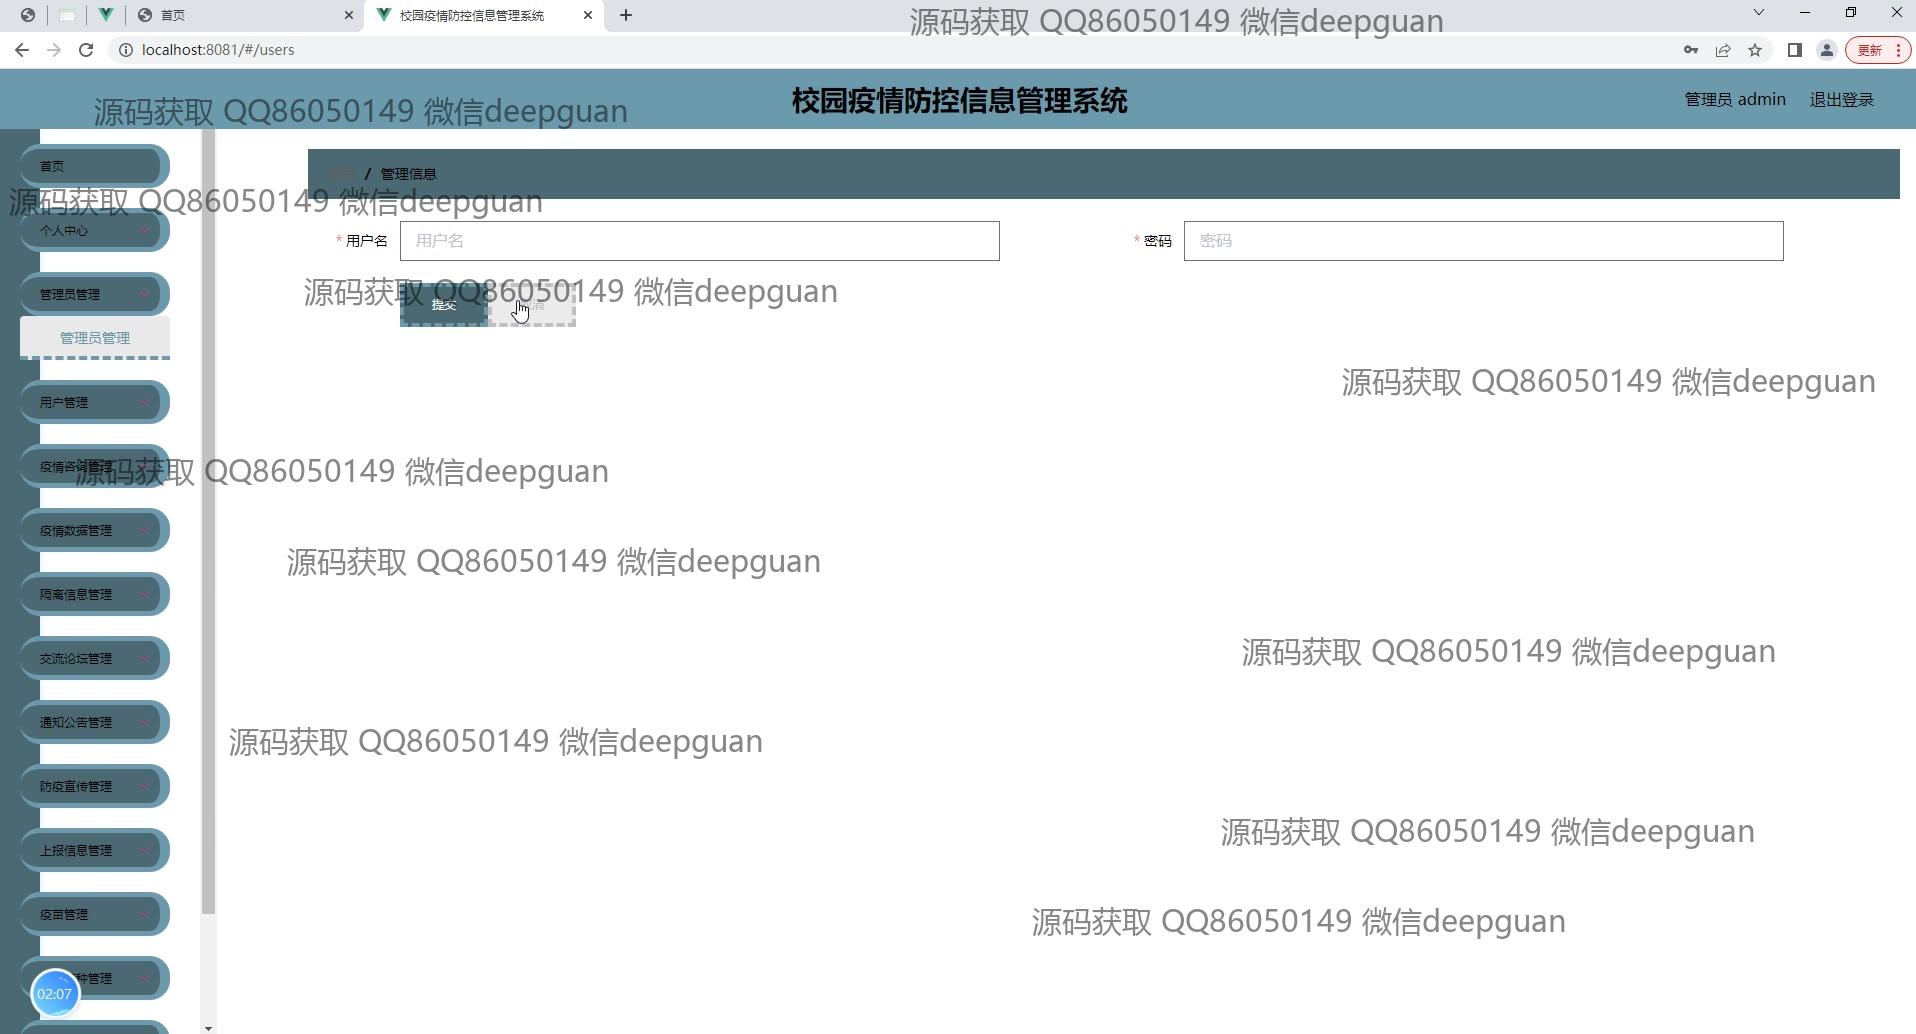 首页
校园疫情防控信息管理系统
源码获取 QQ86050149 微信deepguan
localhost:8081/#/users
更新
源码获取 QQ86050149 微信deepguan
校园疫情防控信息管理系统
管理员 admin
退出登录
首页
/ 管理信息
源码获取 QQ86050149 微信deepguan
个人中心
* 用户名
用户名
* 密码
密码
管理员管理
源码获取 QQ86050149 微信deepguan
提交
管理员管理
源码获取 QQ86050149 微信deepguan
用户管理
疫情咨询管理
源码获取 QQ86050149 微信deepguan
疫情数据管理
源码获取 QQ86050149 微信deepguan
隔离信息管理
交流论坛管理
源码获取 QQ86050149 微信deepguan
通知公告管理
源码获取 QQ86050149 微信deepguan
防疫宣传管理
源码获取 QQ86050149 微信deepguan
上报信息管理
疫苗管理
源码获取 QQ86050149 微信deepguan
种管理
02:07